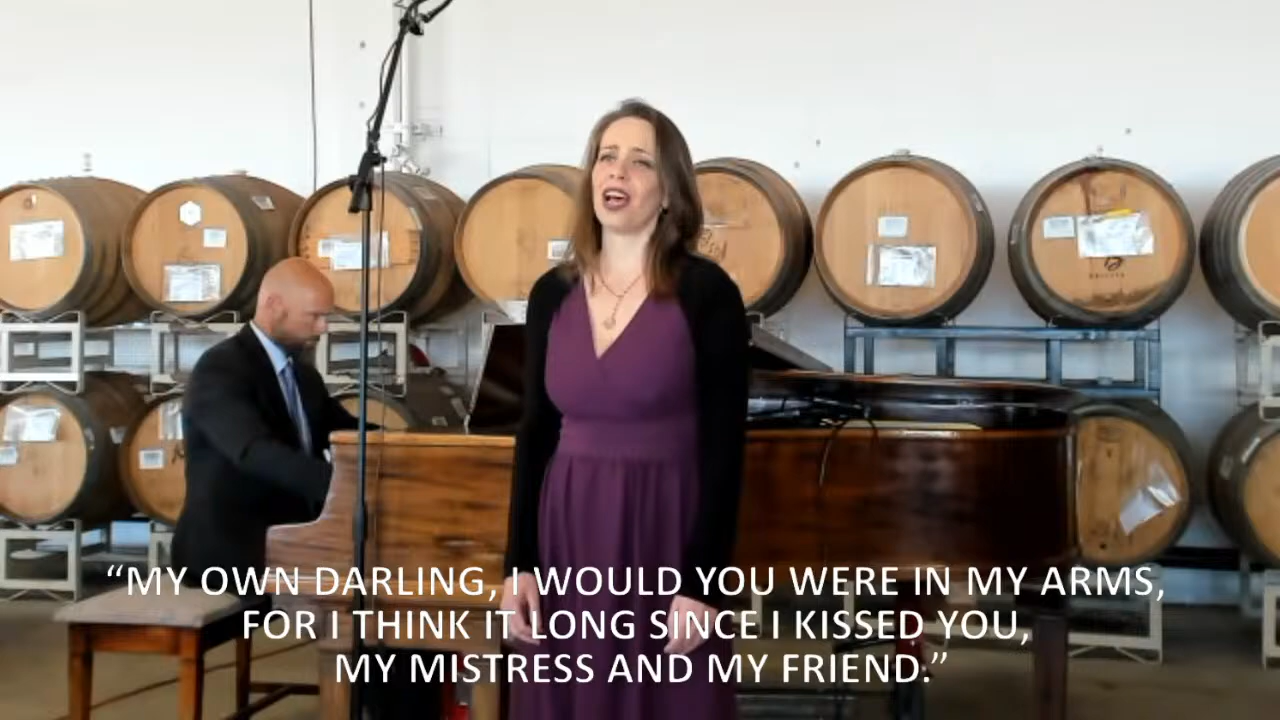 “MY OWN DARLING, I WOULD YOU WERE IN MY ARMS,
FOR I THINK IT LONG SINCE I KISSED YOU,
MY MISTRESS AND MY FRIEND.”